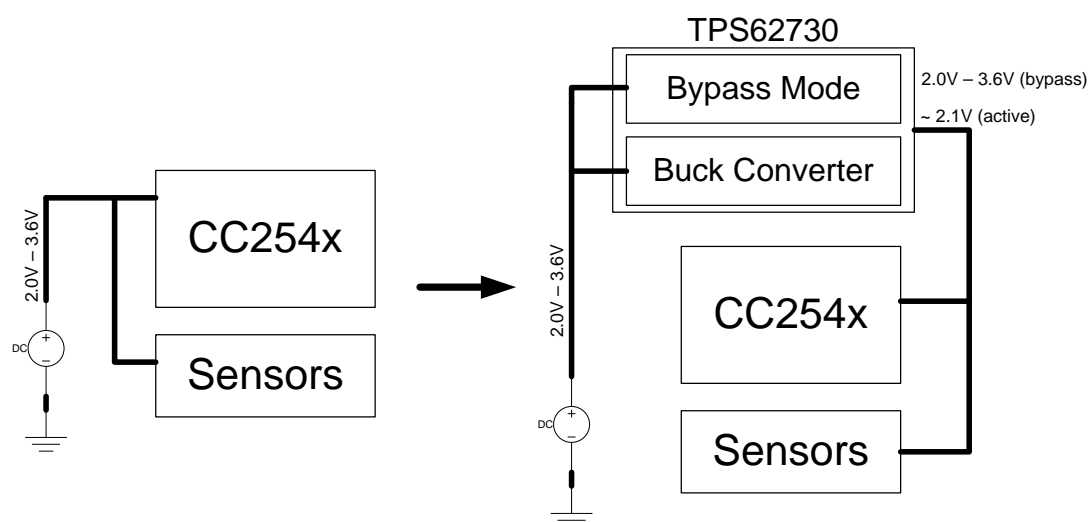 2.0V – 3.6V
DC
+
−
CC254x
Sensors
TPS62730
Bypass Mode
Buck Converter
2.0V – 3.6V (bypass)
~ 2.1V (active)
2.0V – 3.6V
DC
+
−
CC254x
Sensors